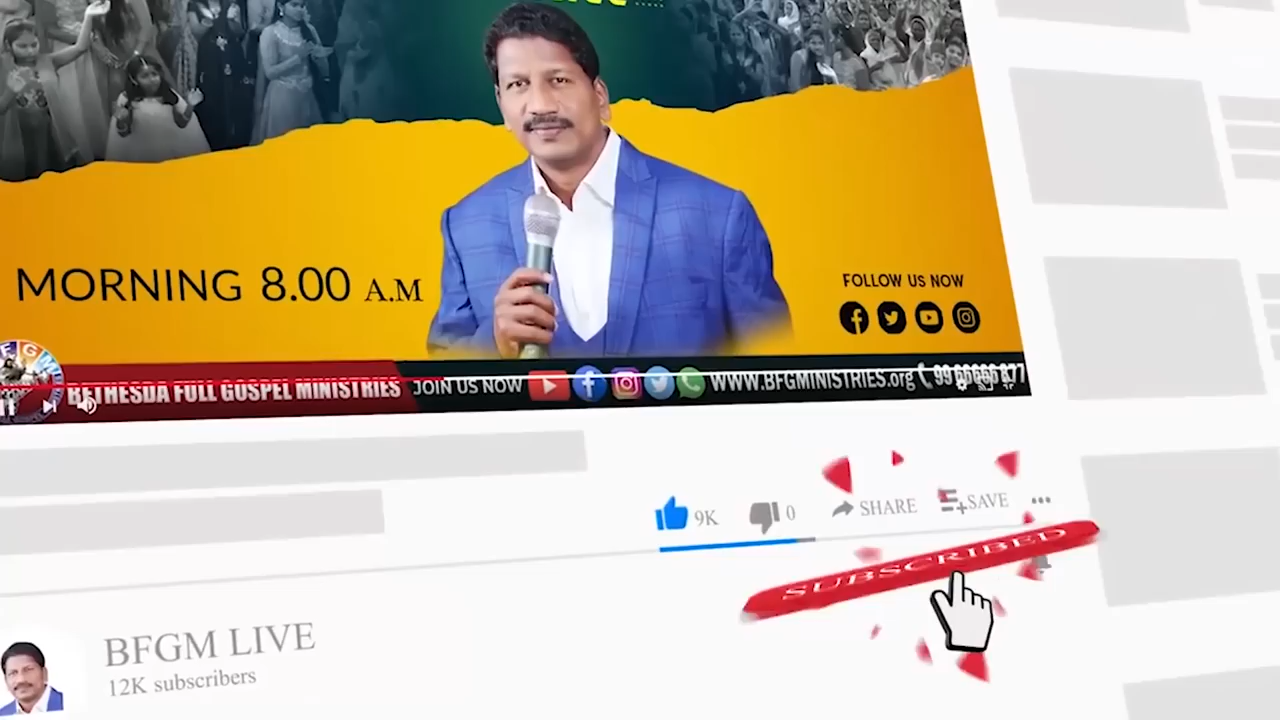 MORNING 8.00 A.M
FOLLOW US NOW
BETHESDA FULL GOSPEL MINISTRIES JOIN US NOW WWW.BFGMINISTRIES.org
9K 0 SHARE SAVE
SUBSCRIBED
BFGM LIVE
12K subscribers